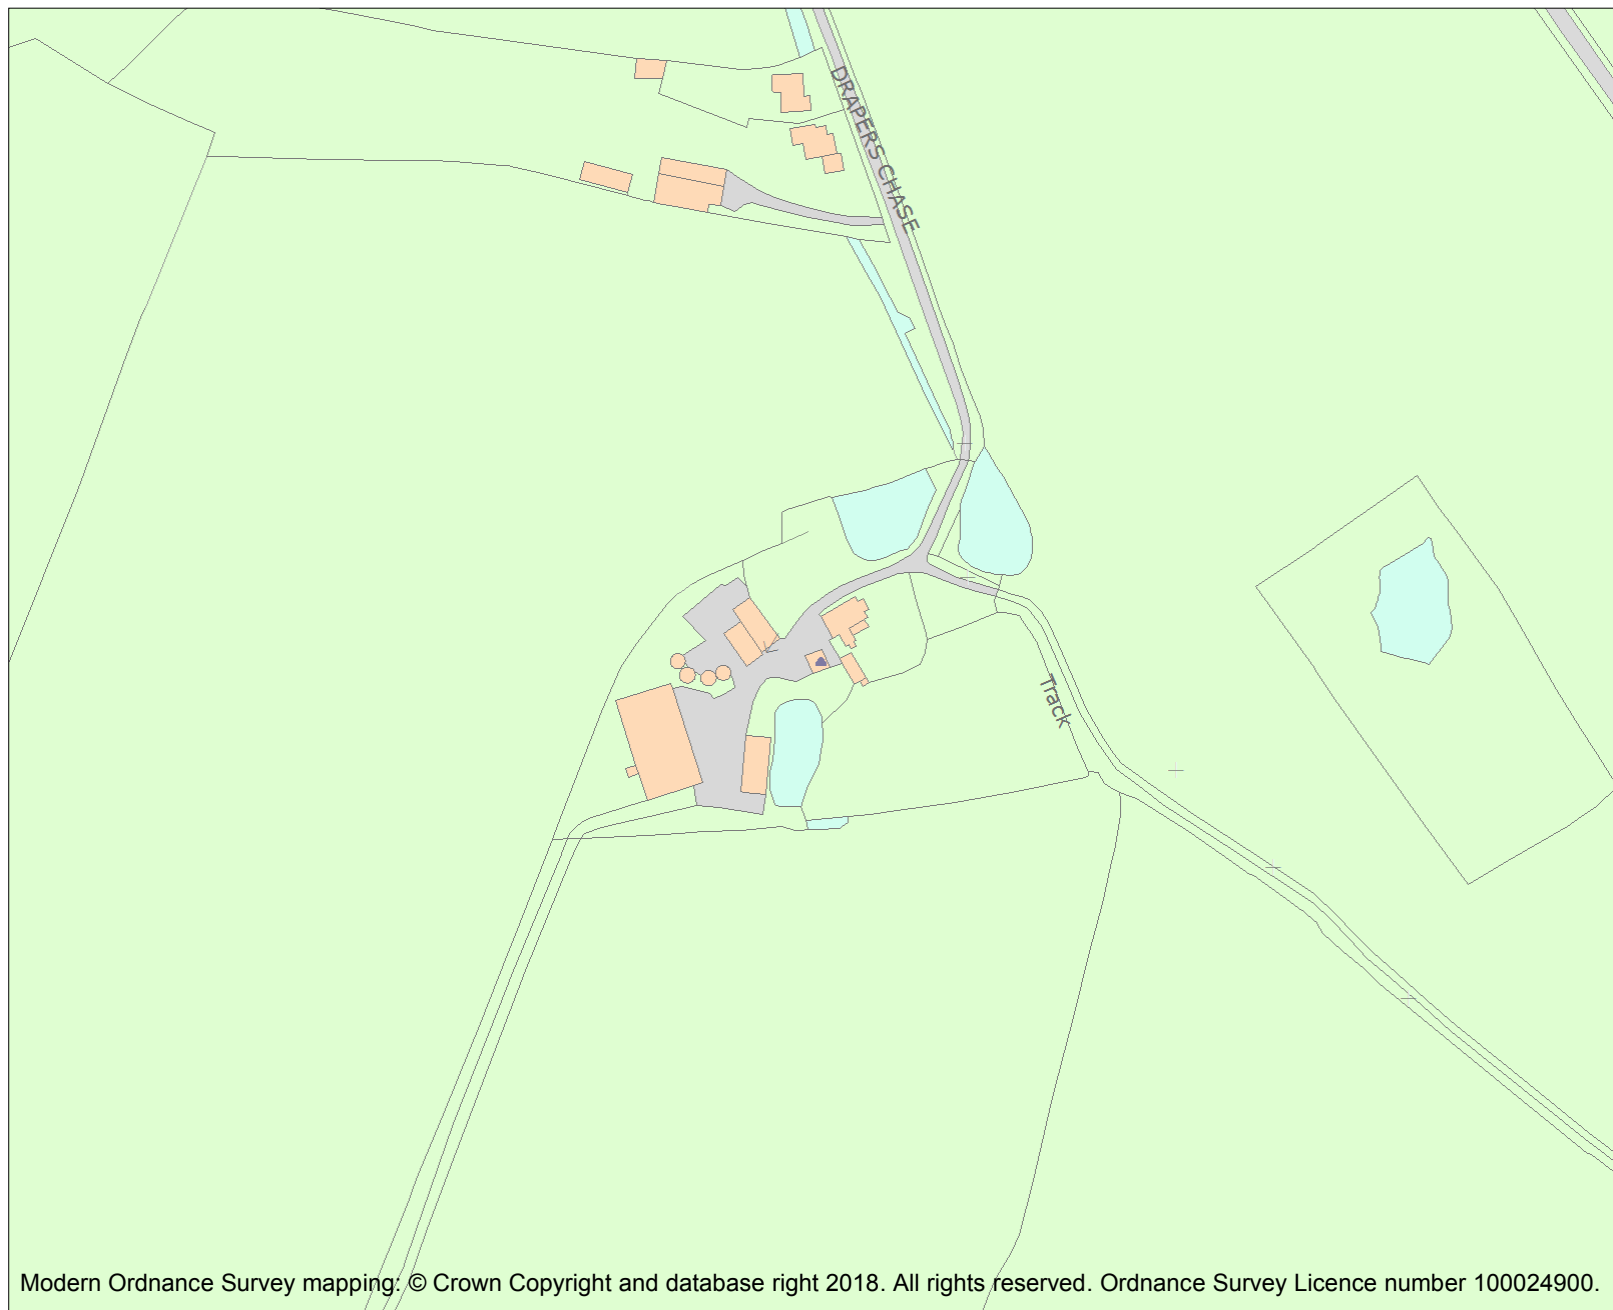 DRAPERS CHASE
Track
Modern Ordnance Survey mapping: © Crown Copyright and database right 2018. All rights reserved. Ordnance Survey Licence number 100024900.